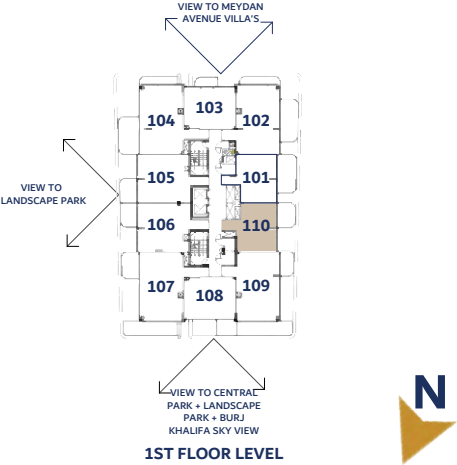 VIEW TO MEYDAN
AVENUE VILLA'S
103
104
102
105
101
VIEW TO
LANDSCAPE PARK
106
110
107
108
109
VIEW TO CENTRAL
PARK + LANDSCAPE
PARK + BURJ
KHALIFA SKY VIEW
1ST FLOOR LEVEL
N